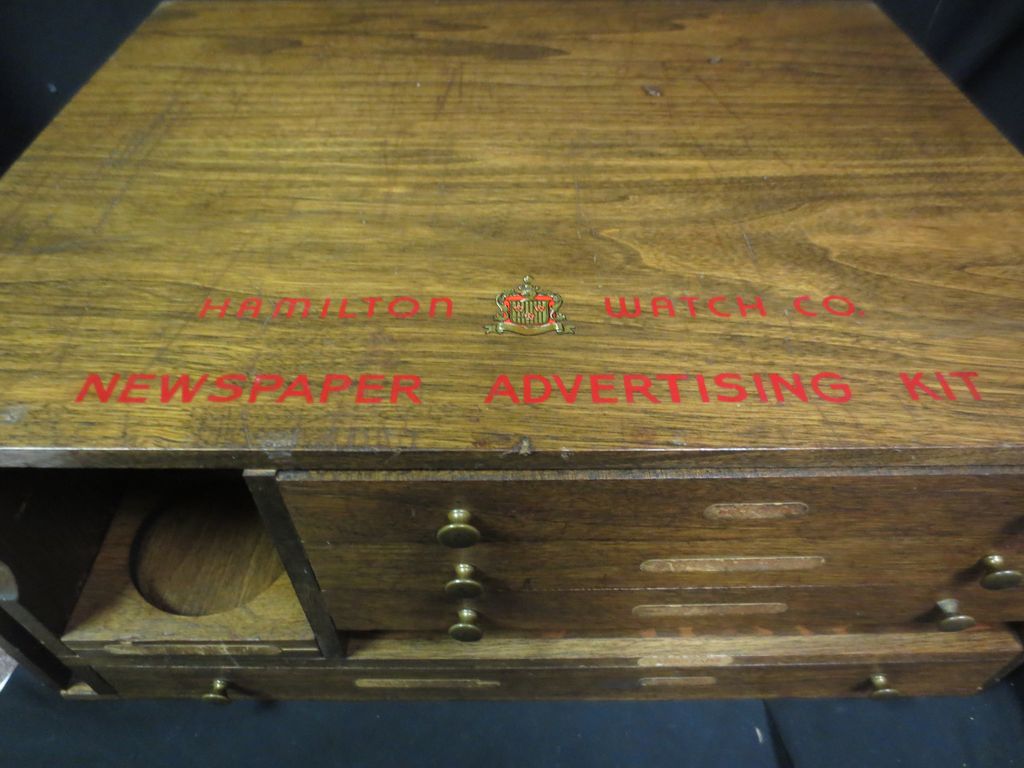 HAMILTON WATCH CO.
NEWSPAPER ADVERTISING KIT